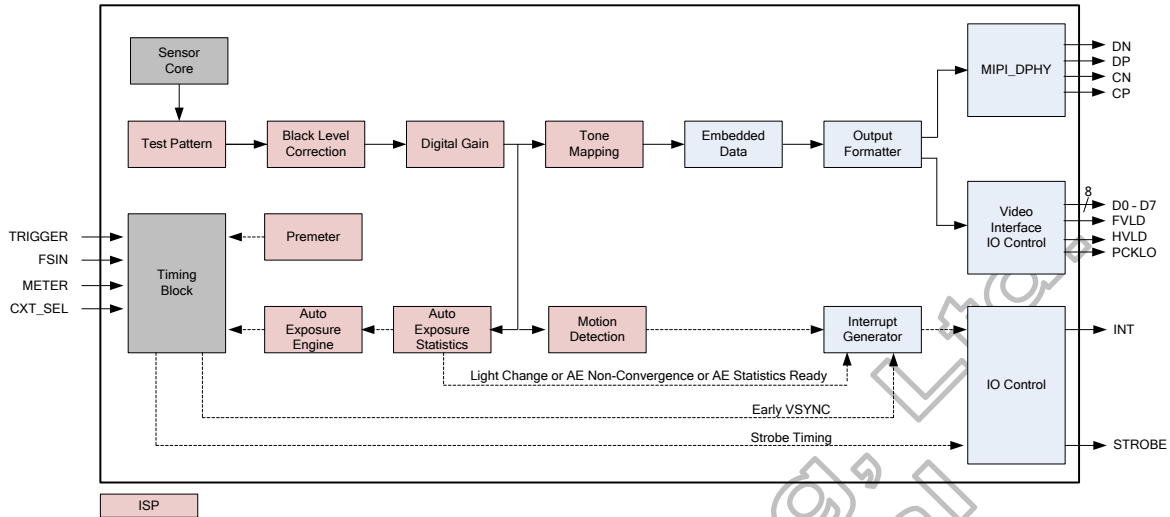 Sensor
Core
MIPI_DPHY
DN
DP
CN
CP
Test Pattern
Black Level
Correction
Digital Gain
Tone
Mapping
Embedded
Data
Output
Formatter
8
D0 - D7
FVLD
HVLD
PCKLO
Video
Interface
IO Control
TRIGGER
FSIN
METER
CXT_SEL
Timing
Block
Premeter
Auto
Exposure
Engine
Auto
Exposure
Statistics
Motion
Detection
Interrupt
Generator
IO Control
INT
STROBE
Light Change or AE Non-Convergence or AE Statistics Ready
Early VSYNC
Strobe Timing
ISP
g, Ltd.